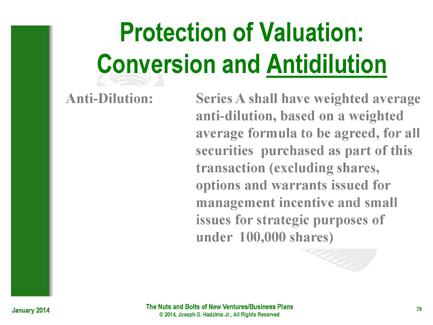 Protection of Valuation:
Conversion and Antidilution
Anti-Dilution:
Series A shall have weighted average
anti-dilution, based on a weighted
average formula to be agreed, for all
securities purchased as part of this
transaction (excluding shares,
options and warrants issued for
management incentive and small
issues for strategic purposes of
under 100,000 shares)
January 2014
The Nuts and Bolts of New Ventures/Business Plans
© 2014, Joseph G. Hadzima Jr., All Rights Reserved
79